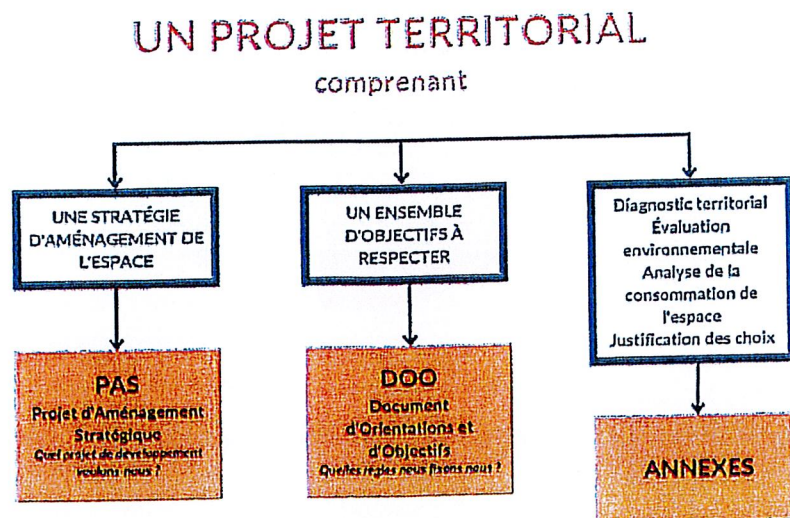 UN PROJET TERRITORIAL
comprenant
UNE STRATÉGIE
D'AMÉNAGEMENT DE
L'ESPACE
UN ENSEMBLE
D'OBJECTIFS À
RESPECTER
Diagnostic territorial
Évaluation
environnementale
Analyse de la
consommation de
l'espace
Justification des choix
PAS
Projet d'Aménagement
Stratégique
Quel projet de développement
voulons nous ?
DOO
Document
d'Orientations et
d'Objectifs
Quelles règles nous fixons nous ?
ANNEXES